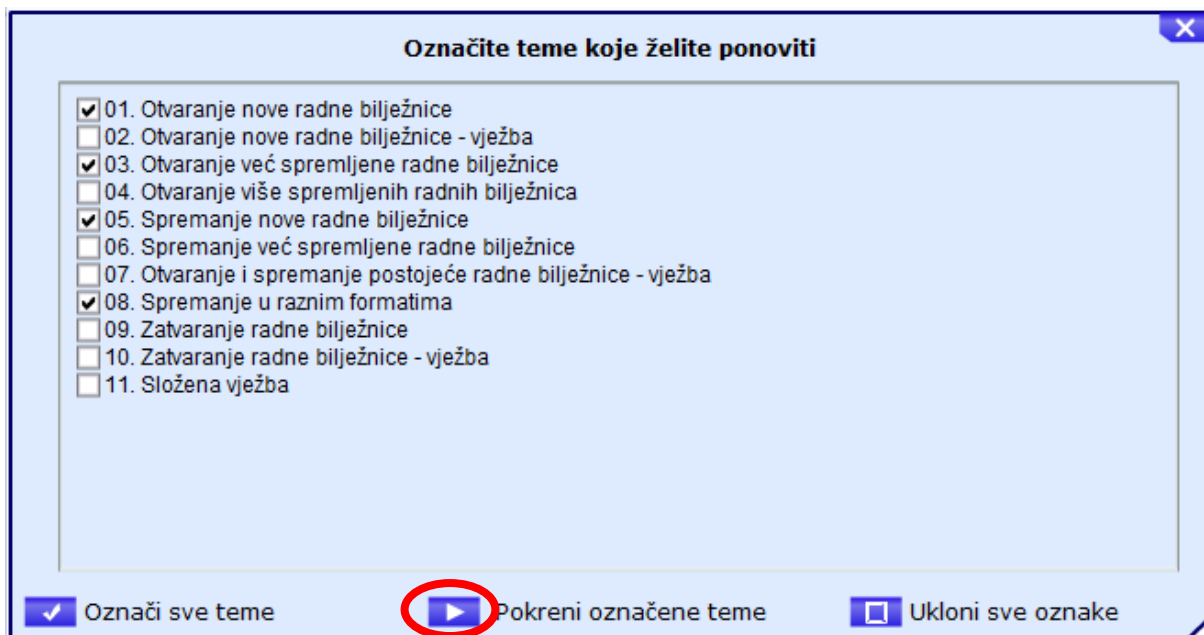 Označite teme koje želite ponoviti
01. Otvaranje nove radne bilježnice
02. Otvaranje nove radne bilježnice - vježba
03. Otvaranje već spremljene radne bilježnice
04. Otvaranje više spremljenih radnih bilježnica
05. Spremanje nove radne bilježnice
06. Spremanje već spremljene radne bilježnice
07. Otvaranje i spremanje postojeće radne bilježnice - vježba
08. Spremanje u raznim formatima
09. Zatvaranje radne bilježnice
10. Zatvaranje radne bilježnice - vježba
11. Složena vježba
Označi sve teme
Pokreni označene teme
Ukloni sve oznake